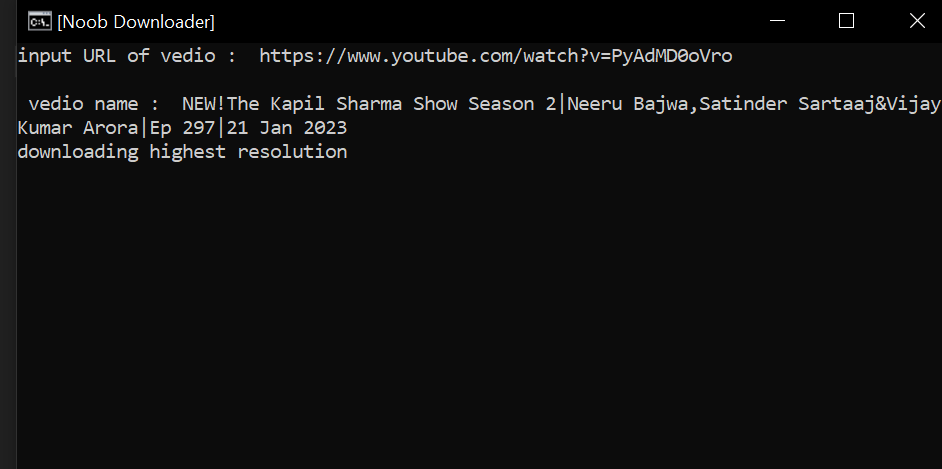 [Noob Downloader]
input URL of vedio :  https://www.youtube.com/watch?v=PyAdMD0oVro
vedio name :  NEW!The Kapil Sharma Show Season 2|Neeru Bajwa,Satinder Sartaaj&Vijay
Kumar Arora|Ep 297|21 Jan 2023
downloading highest resolution